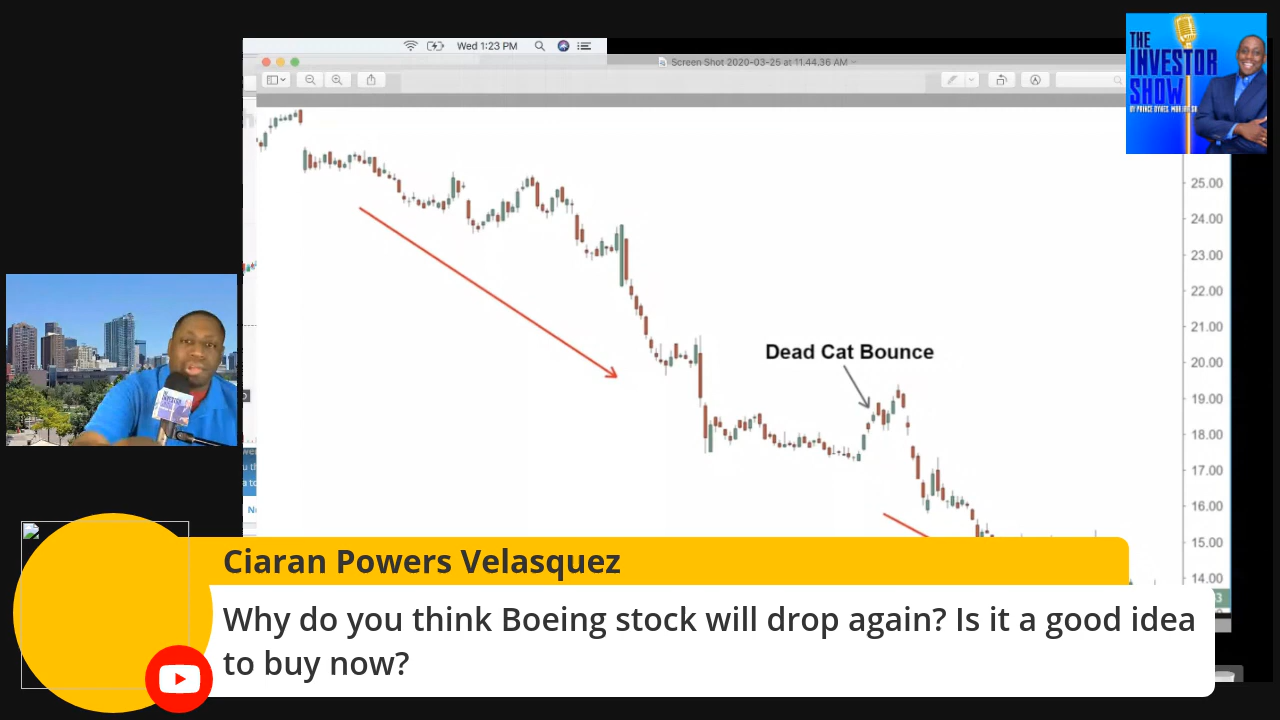 Wed 1:23 PM
Screen Shot 2020-03-25 at 11.44.36 AM
THE
INVESTOR
SHOW
25.00
24.00
23.00
22.00
21.00
20.00
19.00
18.00
17.00
16.00
15.00
14.00
Dead Cat Bounce
THE
INVESTOR
Ciaran Powers Velasquez
Why do you think Boeing stock will drop again? Is it a good idea
to buy now?